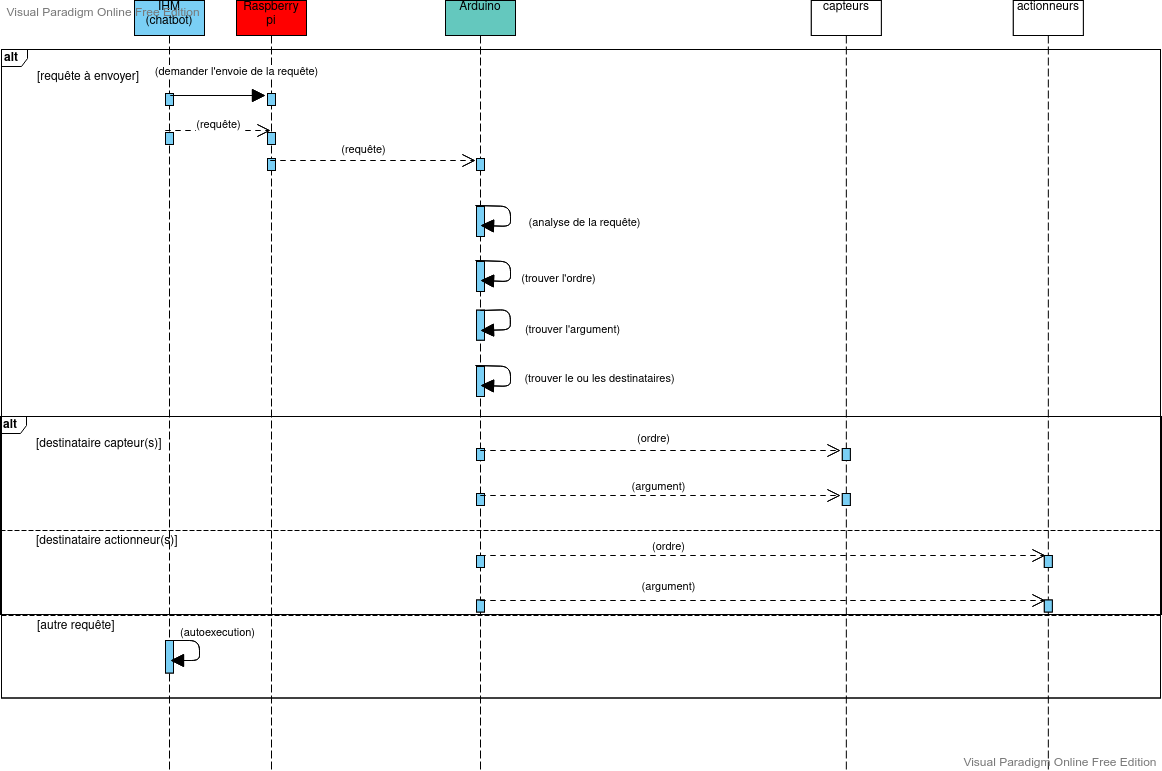 Visual Paradigm Online Free Edition
IHM
(chatbot)
Raspberry
pi
Arduino
capteurs
actionneurs
alt
[requête à envoyer]
(demander l'envoie de la requête)
(requête)
(requête)
(analyse de la requête)
(trouver l'ordre)
(trouver l'argument)
(trouver le ou les destinataires)
alt
[destinataire capteur(s)]
(ordre)
(argument)
[destinataire actionneur(s)]
(ordre)
(argument)
[autre requête]
(autoexecution)
Visual Paradigm Online Free Edition